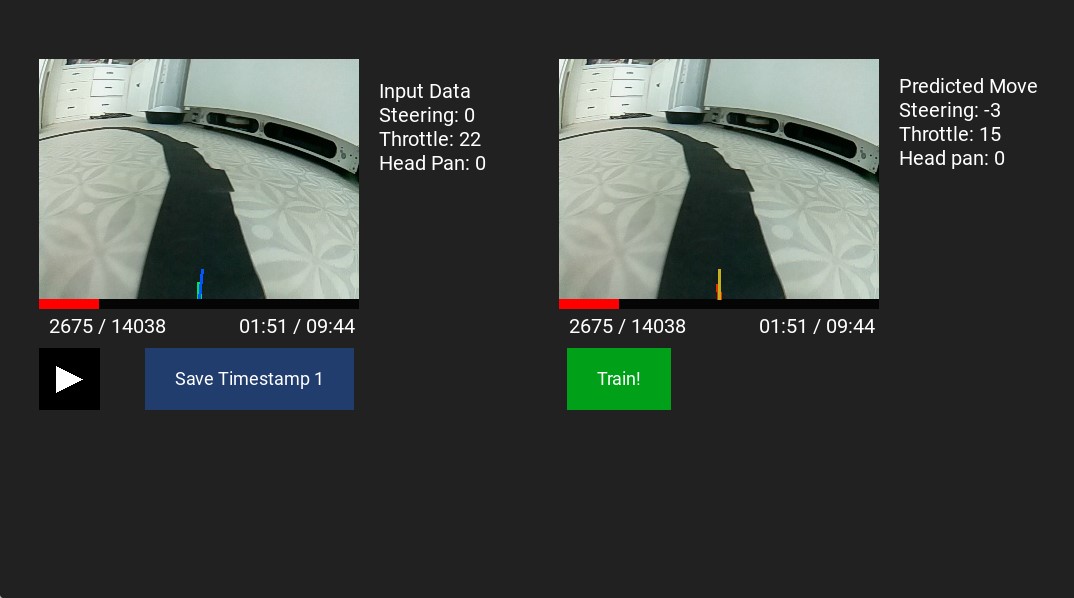 Input Data
Steering: 0
Throttle: 22
Head Pan: 0
2675 / 14038
01:51 / 09:44
Save Timestamp 1
Predicted Move
Steering: -3
Throttle: 15
Head pan: 0
2675 / 14038
01:51 / 09:44
Train!